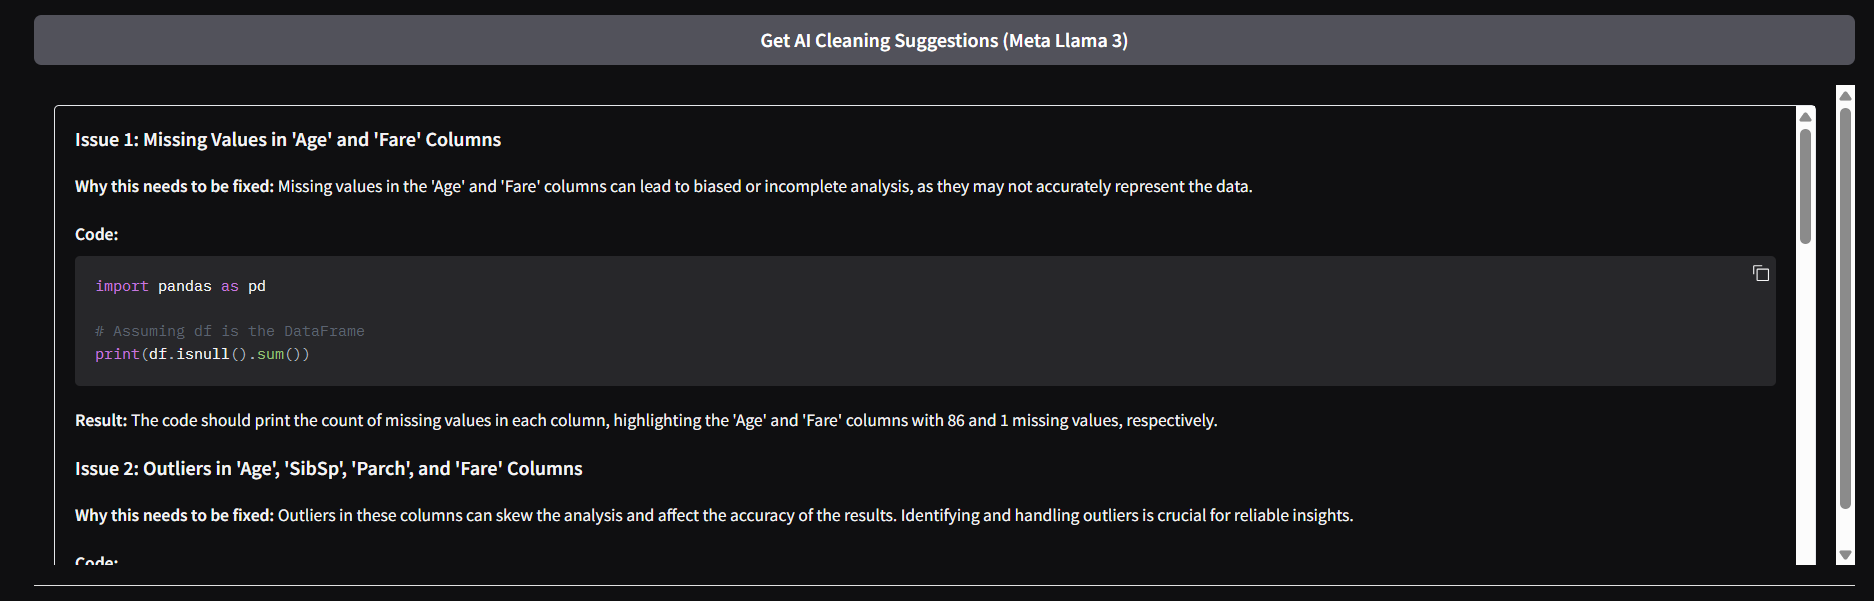 Get AI Cleaning Suggestions (Meta Llama 3)
Issue 1: Missing Values in 'Age' and 'Fare' Columns
Why this needs to be fixed: Missing values in the 'Age' and 'Fare' columns can lead to biased or incomplete analysis, as they may not accurately represent the data.
Code:
import pandas as pd
# Assuming df is the DataFrame
print(df.isnull().sum())
Result: The code should print the count of missing values in each column, highlighting the 'Age' and 'Fare' columns with 86 and 1 missing values, respectively.
Issue 2: Outliers in 'Age', 'SibSp', 'Parch', and 'Fare' Columns
Why this needs to be fixed: Outliers in these columns can skew the analysis and affect the accuracy of the results. Identifying and handling outliers is crucial for reliable insights.
Code: